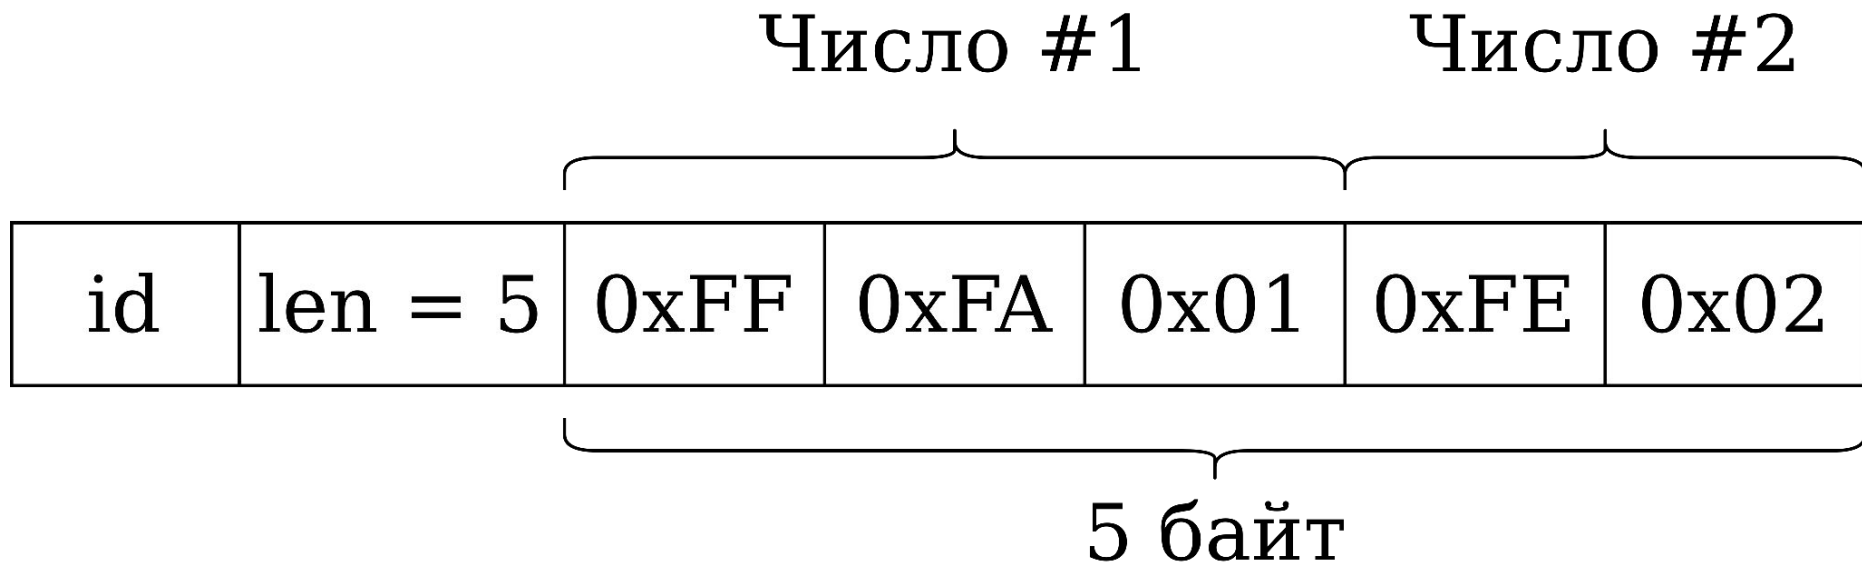 Число #1 Число #2
id len = 5 0xFF 0xFA 0x01 0xFE 0x02
5 байт